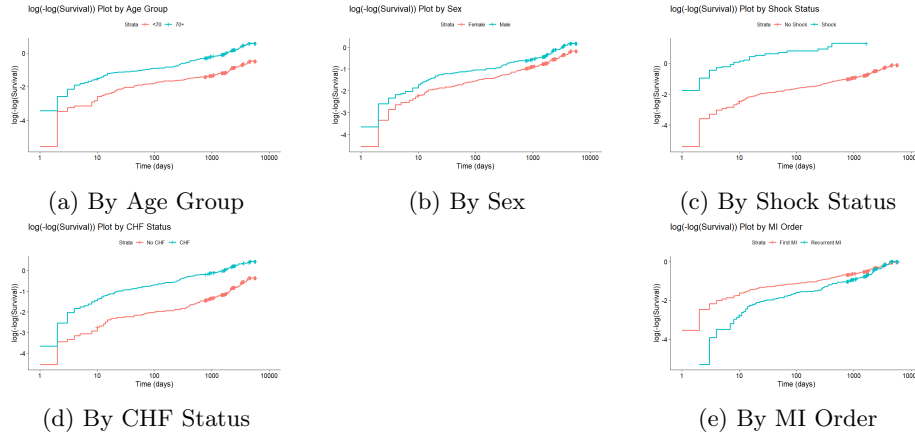 log(-log(Survival)) Plot by Age Group
Strata <70 70+
log(-log(Survival))
0
-2
-4
1 10 100 1000 10000
Time (days)
(a) By Age Group
log(-log(Survival)) Plot by Sex
Strata Female Male
log(-log(Survival))
0
-1
-2
-3
-4
1 10 100 1000 10000
Time (days)
(b) By Sex
log(-log(Survival)) Plot by Shock Status
Strata No Shock Shock
log(-log(Survival))
0
-2
-4
1 10 100 1000 10000
Time (days)
(c) By Shock Status
log(-log(Survival)) Plot by CHF Status
Strata No CHF CHF
log(-log(Survival))
0
-1
-2
-3
-4
1 10 100 1000 10000
Time (days)
(d) By CHF Status
log(-log(Survival)) Plot by MI Order
Strata First MI Recurrent MI
log(-log(Survival))
0
-2
-4
1 10 100 1000 10000
Time (days)
(e) By MI Order